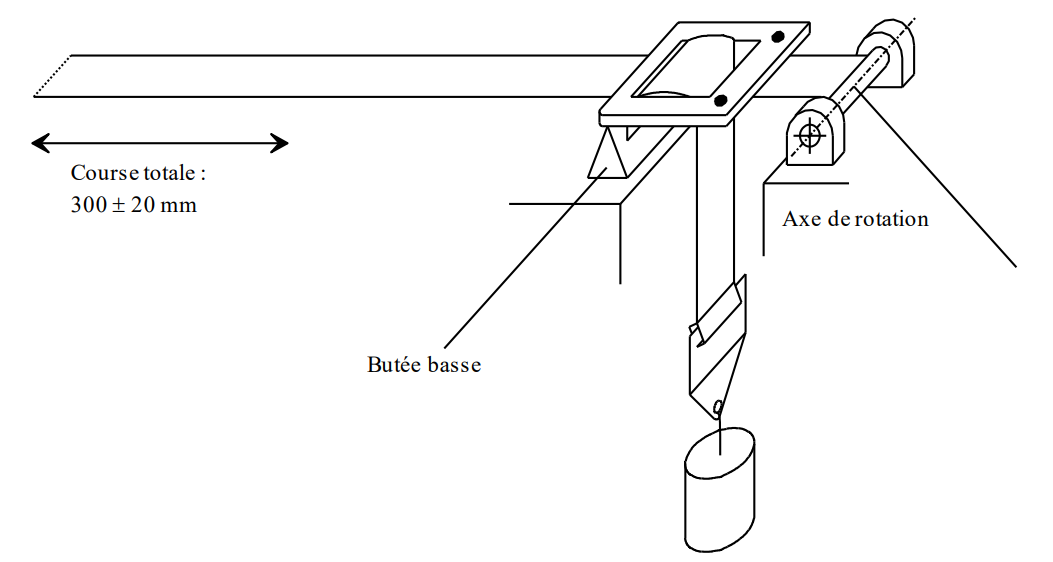 Course totale :
300 ± 20 mm
Axe de rotation
Butée basse